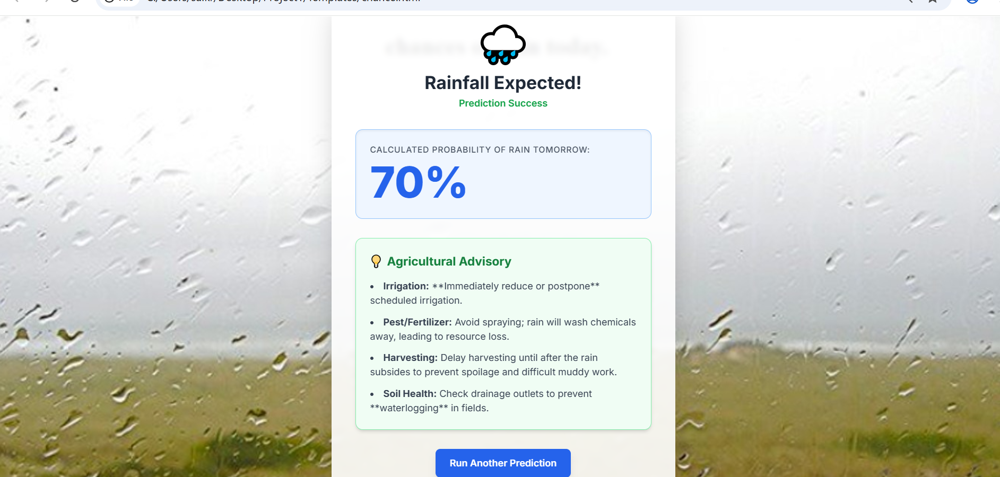 chances n today.
Rainfall Expected!
Prediction Success
CALCULATED PROBABILITY OF RAIN TOMORROW:
70%
Agricultural Advisory
• Irrigation: **Immediately reduce or postpone**
scheduled irrigation.
• Pest/Fertilizer: Avoid spraying; rain will wash chemicals
away, leading to resource loss.
• Harvesting: Delay harvesting until after the rain
subsides to prevent spoilage and difficult muddy work.
• Soil Health: Check drainage outlets to prevent
**waterlogging** in fields.
Run Another Prediction